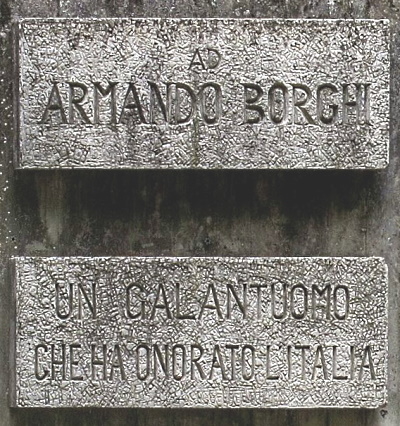 AD
ARMANDO BORGHI
UN GALANTUOMO
CHE HA ONORATO L'ITALIA